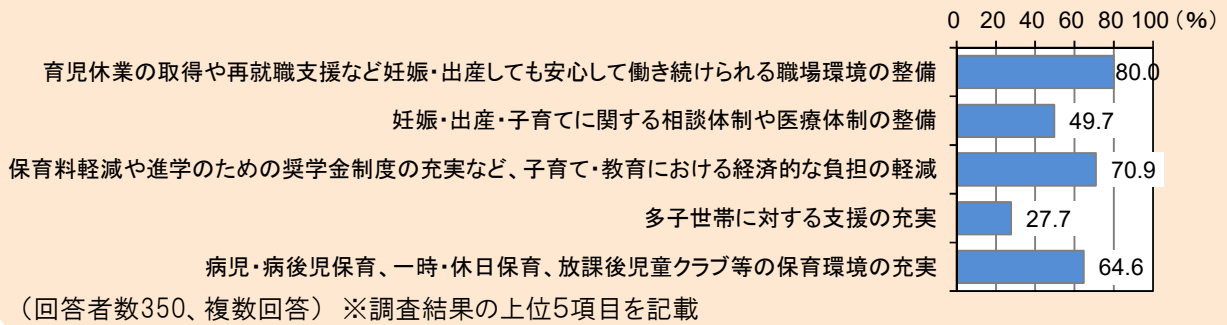 0 20 40 60 80 100(%)
育児休業の取得や再就職支援など妊娠・出産しても安心して働き続けられる職場環境の整備 80.0
妊娠・出産・子育てに関する相談体制や医療体制の整備 49.7
保育料軽減や進学のための奨学金制度の充実など、子育て・教育における経済的な負担の軽減 70.9
多子世帯に対する支援の充実 27.7
病児・病後児保育、一時・休日保育、放課後児童クラブ等の保育環境の充実 64.6
(回答者数350、複数回答) ※調査結果の上位5項目を記載